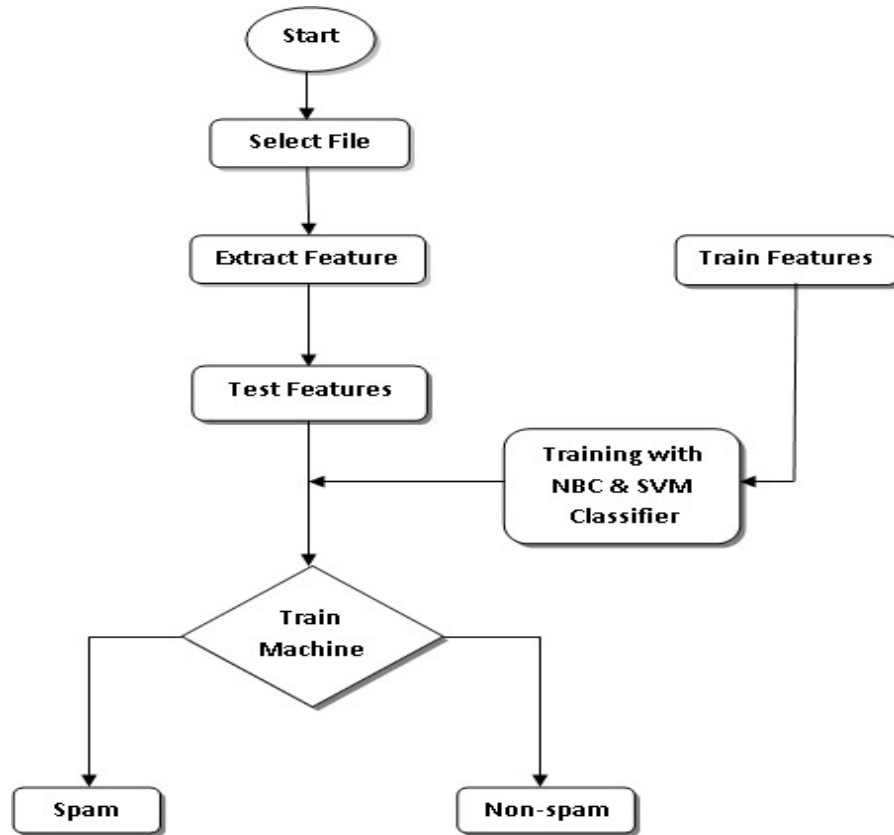 Start
Select File
Extract Feature
Train Features
Test Features
Training with
NBC & SVM
Classifier
Train
Machine
Spam
Non-spam